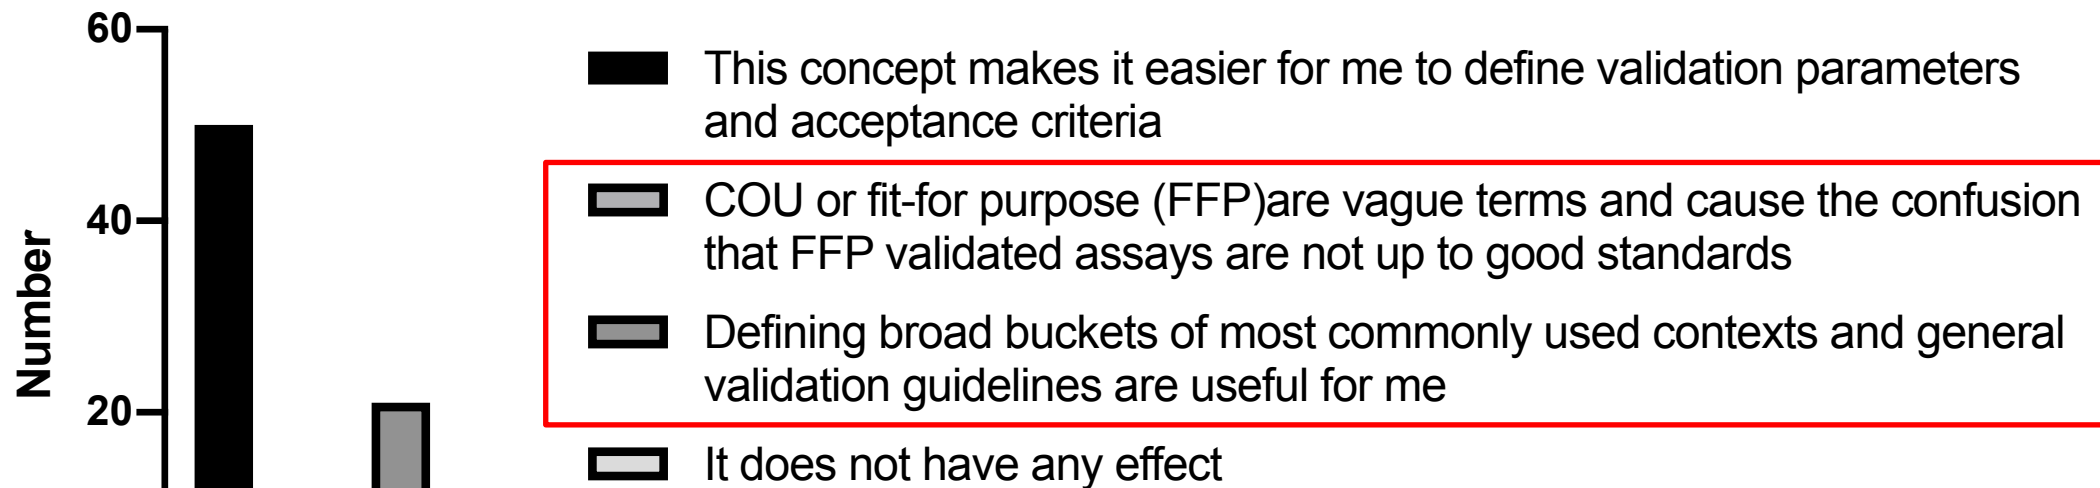 60
40
20
Number
This concept makes it easier for me to define validation parameters
and acceptance criteria
COU or fit-for purpose (FFP)are vague terms and cause the confusion
that FFP validated assays are not up to good standards
Defining broad buckets of most commonly used contexts and general
validation guidelines are useful for me
It does not have any effect